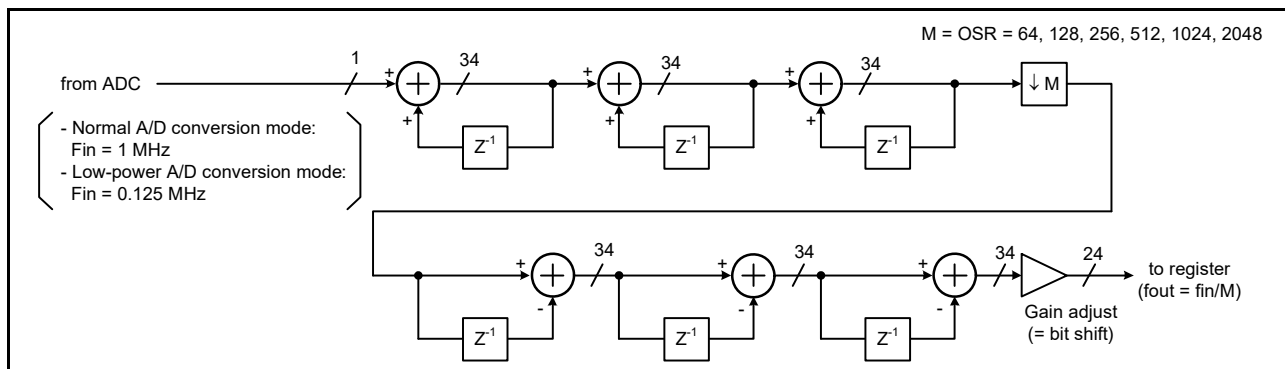 M = OSR = 64, 128, 256, 512, 1024, 2048
1
34
34
34
from ADC
+
+
+
↓ M
+
+
+
Z-1
Z-1
Z-1
- Normal A/D conversion mode:
Fin = 1 MHz
- Low-power A/D conversion mode:
Fin = 0.125 MHz
34
34
34
24
+
+
+
to register
(fout = fin/M)
-
-
-
Z-1
Z-1
Z-1
Gain adjust
(= bit shift)